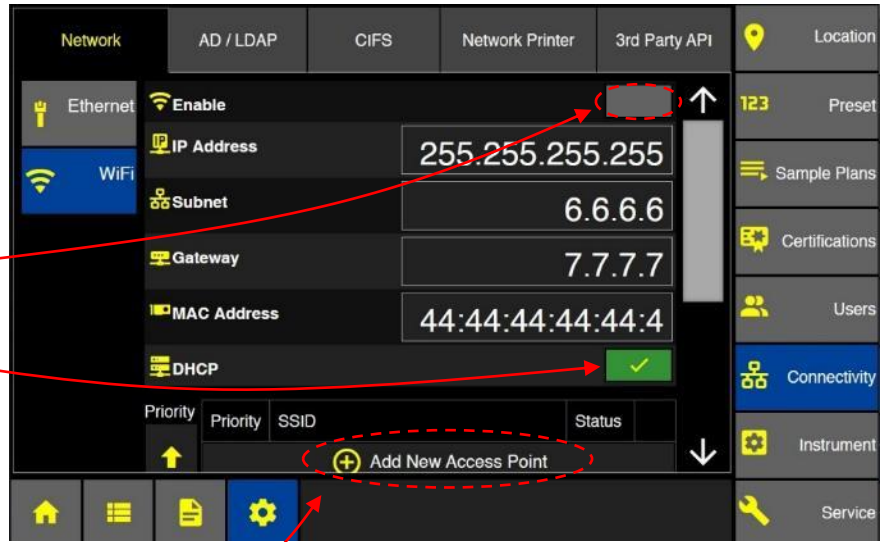 Network AD / LDAP CIFS Network Printer 3rd Party API
Location
Ethernet
Enable
123 Preset
IP IP Address 255.255.255.255
WiFi
Sample Plans
Subnet 6.6.6.6
Certifications
Gateway 7.7.7.7
MAC Address 44:44:44:44:44:4
Users
DHCP
Connectivity
Priority
Priority SSID Status
Add New Access Point
Instrument
Service